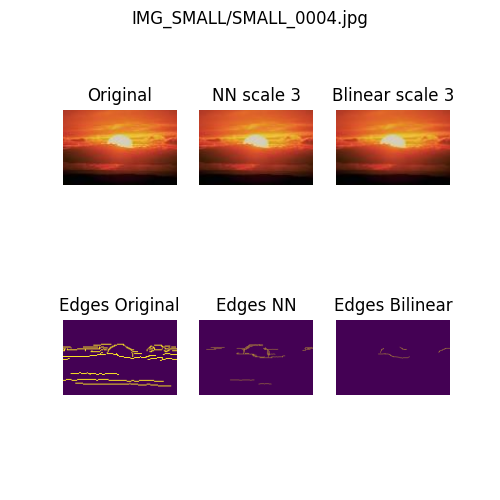 IMG_SMALL/SMALL_0004.jpg
Original
NN scale 3
Blinear scale 3
Edges Original
Edges NN
Edges Bilinear